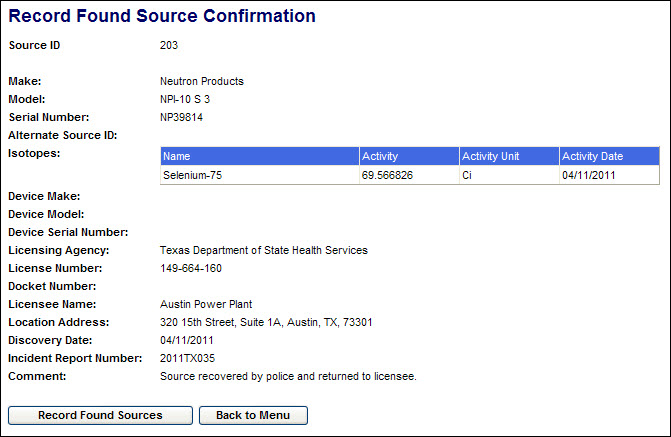 Record Found Source Confirmation
Source ID 203
Make: Neutron Products
Model: NPI-10 S 3
Serial Number: NP39814
Alternate Source ID:
Isotopes: Name Activity Activity Unit Activity Date
Selenium-75 69.566826 Ci 04/11/2011
Device Make:
Device Model:
Device Serial Number:
Licensing Agency: Texas Department of State Health Services
License Number: 149-664-160
Docket Number:
Licensee Name: Austin Power Plant
Location Address: 320 15th Street, Suite 1A, Austin, TX, 73301
Discovery Date: 04/11/2011
Incident Report Number: 2011TX035
Comment: Source recovered by police and returned to licensee.
Record Found Sources Back to Menu